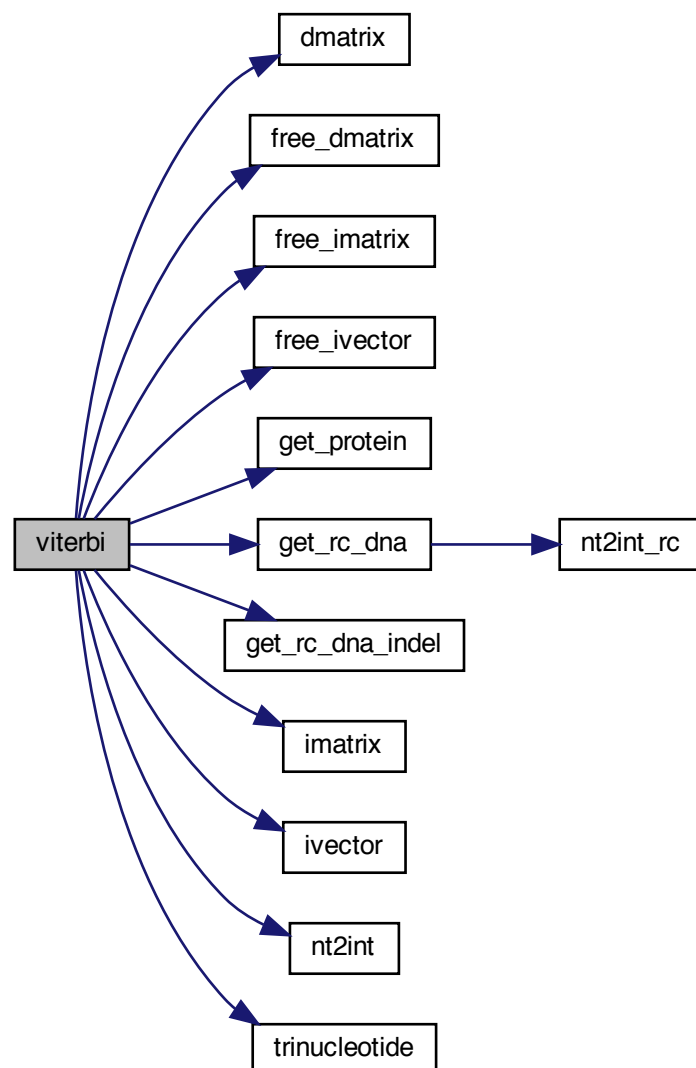 dmatrix
free_dmatrix
free_imatrix
free_ivector
get_protein
viterbi
get_rc_dna
nt2int_rc
get_rc_dna_indel
imatrix
ivector
nt2int
trinucleotide